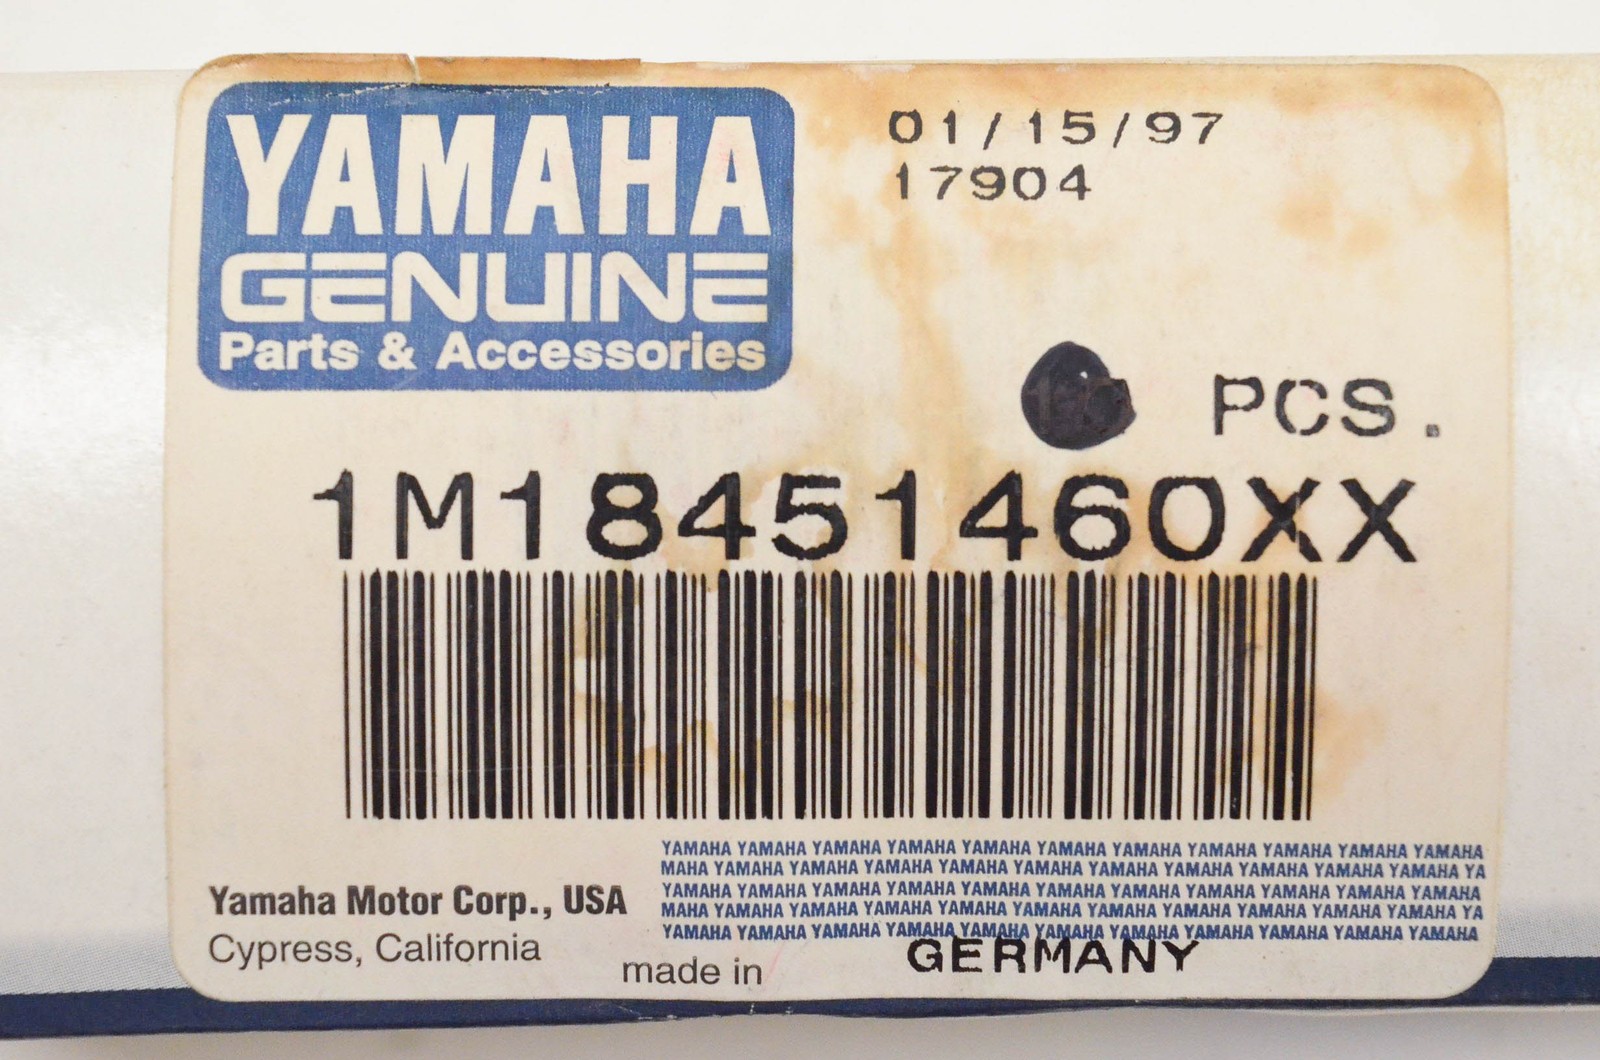 YAMAHA
GENUINE
Parts & Accessories
01/15/97
17904
PCS.
1M18451460XX
YAMAHA YAMAHA YAMAHA YAMAHA YAMAHA YAMAHA YAMAHA YAMAHA YAMAHA YAMAHA YAMAHA
MAHA YAMAHA YAMAHA YAMAHA YAMAHA YAMAHA YAMAHA YAMAHA YAMAHA YAMAHA YAMAHA YA
YAMAHA YAMAHA YAMAHA YAMAHA YAMAHA YAMAHA YAMAHA YAMAHA YAMAHA YAMAHA YAMAHA
MAHA YAMAHA YAMAHA YAMAHA YAMAHA YAMAHA YAMAHA YAMAHA YAMAHA YAMAHA YAMAHA YA
YAMAHA YAMAHA YAMAHA YAMAHA YAMAHA YAMAHA YAMAHA YAMAHA YAMAHA YAMAHA YAMAHA
Yamaha Motor Corp., USA
Cypress, California
made in GERMANY